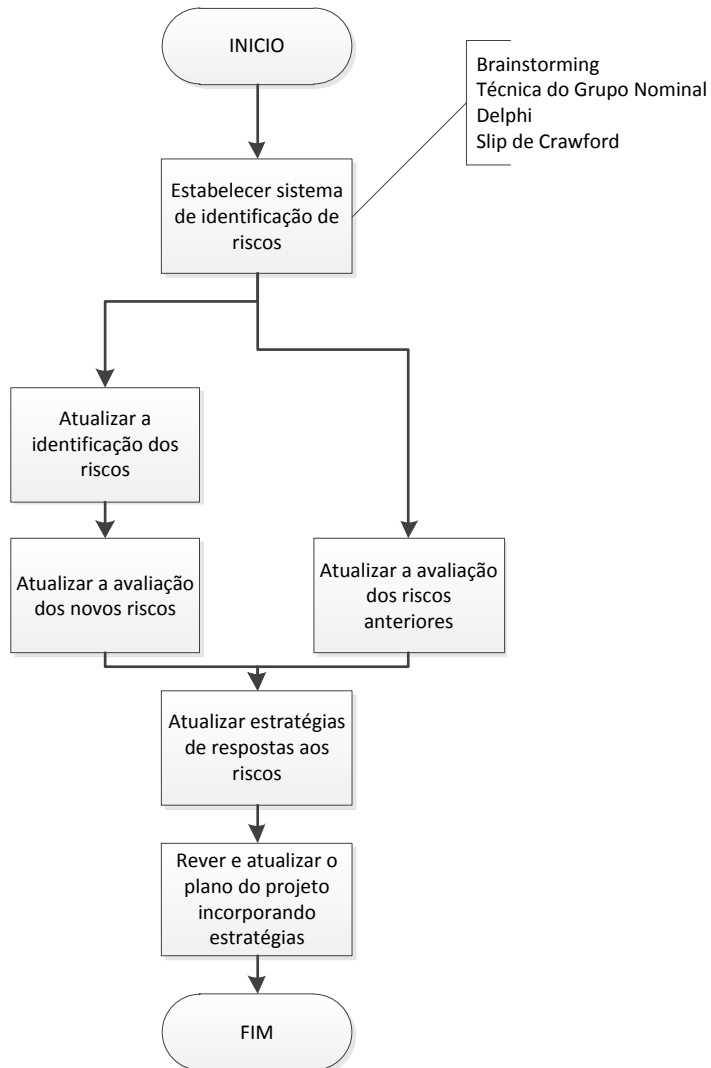 INICIO
Brainstorming
Técnica do Grupo Nominal
Delphi
Slip de Crawford
Estabelecer sistema
de identificação de
riscos
Atualizar a
identificação dos
riscos
Atualizar a avaliação
dos novos riscos
Atualizar a avaliação
dos riscos
anteriores
Atualizar estratégias
de respostas aos
riscos
Rever e atualizar o
plano do projeto
incorporando
estratégias
FIM